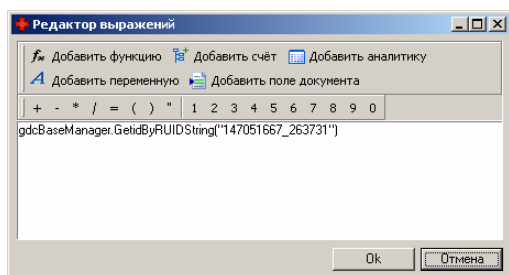 Редактор выражений
Добавить функцию Добавить счёт Добавить аналитику
Добавить переменную Добавить поле документа
+ - * / = ( ) " 1 2 3 4 5 6 7 8 9 0
gdcBaseManager.GetidByRUIDString("147051667_263731")
Ok Отмена